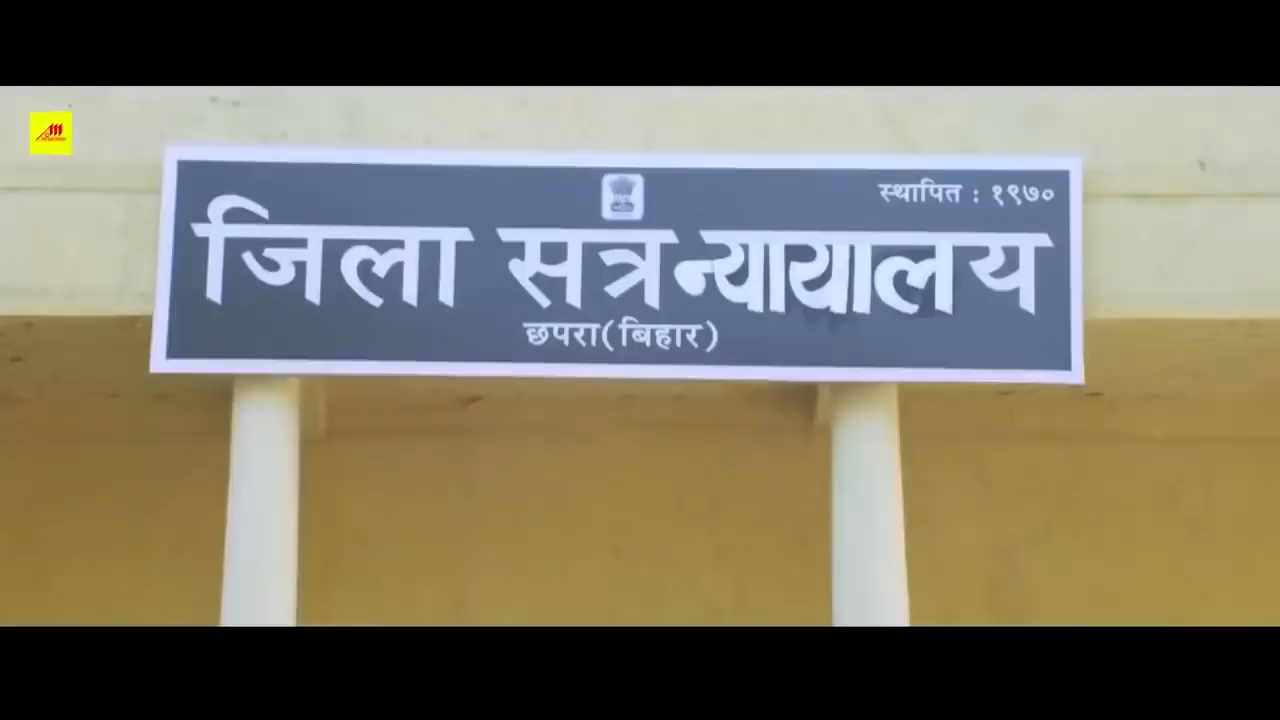 स्थापित : १९७०
जिला सत्र न्यायालय
छपरा (बिहार)